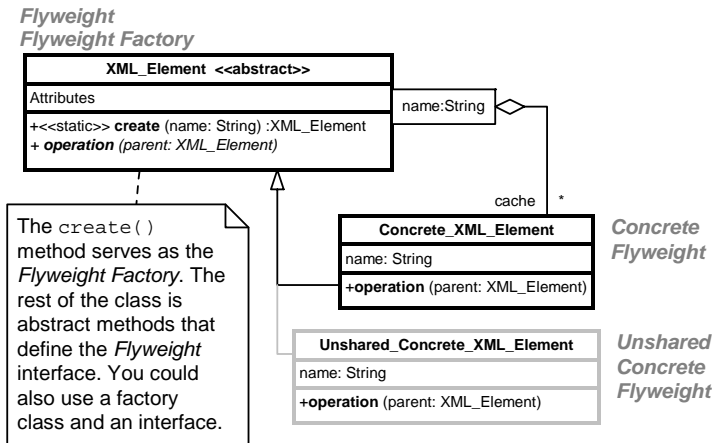 Flyweight
Flyweight Factory
XML_Element <<abstract>>
Attributes
+<<static>> create (name: String) :XML_Element
+ operation (parent: XML_Element)
name:String
cache *
The create()
method serves as the
Flyweight Factory. The
rest of the class is
abstract methods that
define the Flyweight
interface. You could
also use a factory
class and an interface.
Concrete_XML_Element
name: String
+operation (parent: XML_Element)
Concrete
Flyweight
Unshared_Concrete_XML_Element
name: String
+operation (parent: XML_Element)
Unshared
Concrete
Flyweight